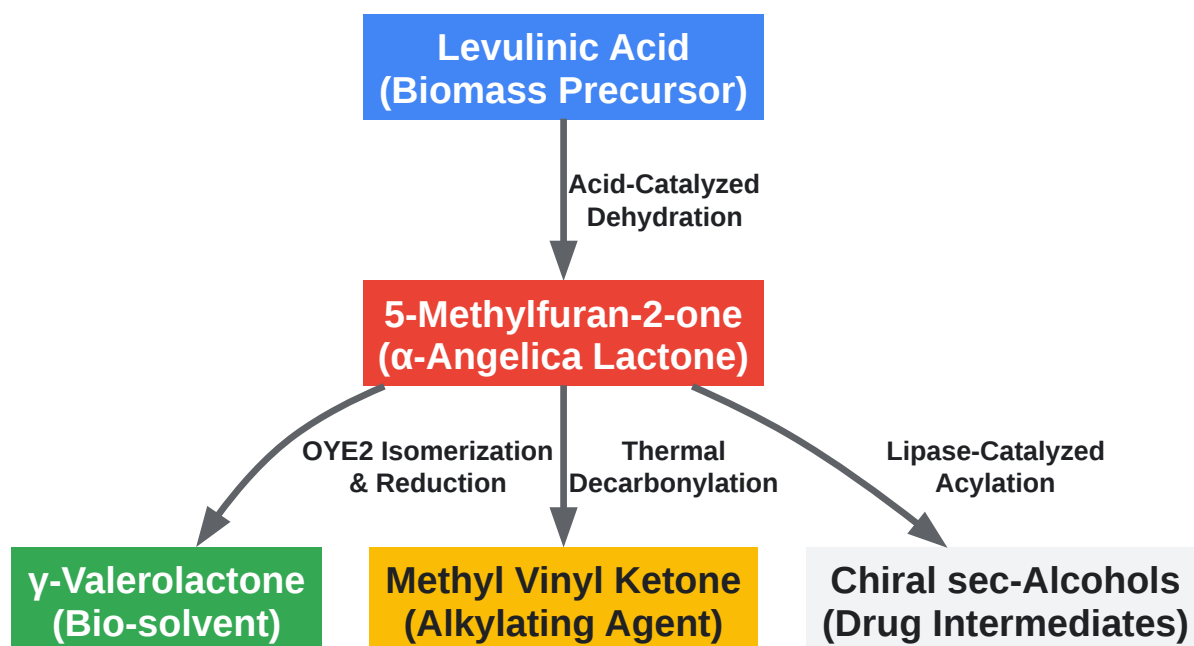 Levulinic Acid
(Biomass Precursor)
Acid-Catalyzed
Dehydration
5-Methylfuran-2-one
(α-Angelica Lactone)
OYE2 Isomerization
& Reduction
Thermal
Decarbonylation
Lipase-Catalyzed
Acylation
γ-Valerolactone
(Bio-solvent)
Methyl Vinyl Ketone
(Alkylating Agent)
Chiral sec-Alcohols
(Drug Intermediates)